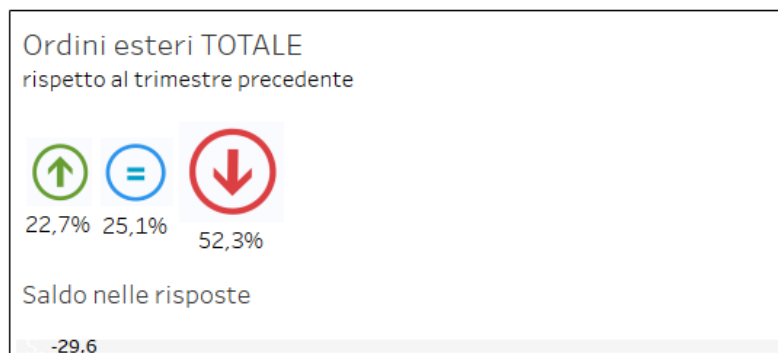 Ordini esteri TOTALE
rispetto al trimestre precedente
=
22,7% 25,1% 52,3%
Saldo nelle risposte
-29,6